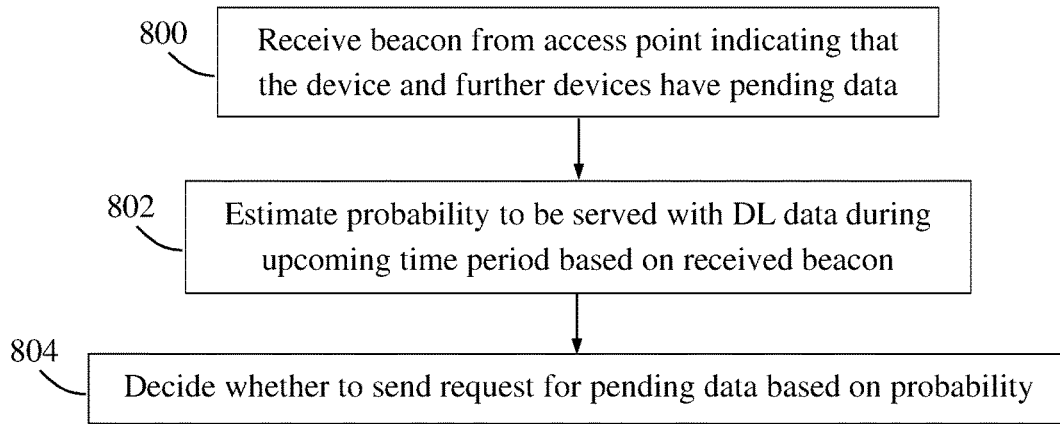 800
Receive beacon from access point indicating that
the device and further devices have pending data
802
Estimate probability to be served with DL data during
upcoming time period based on received beacon
804
Decide whether to send request for pending data based on probability